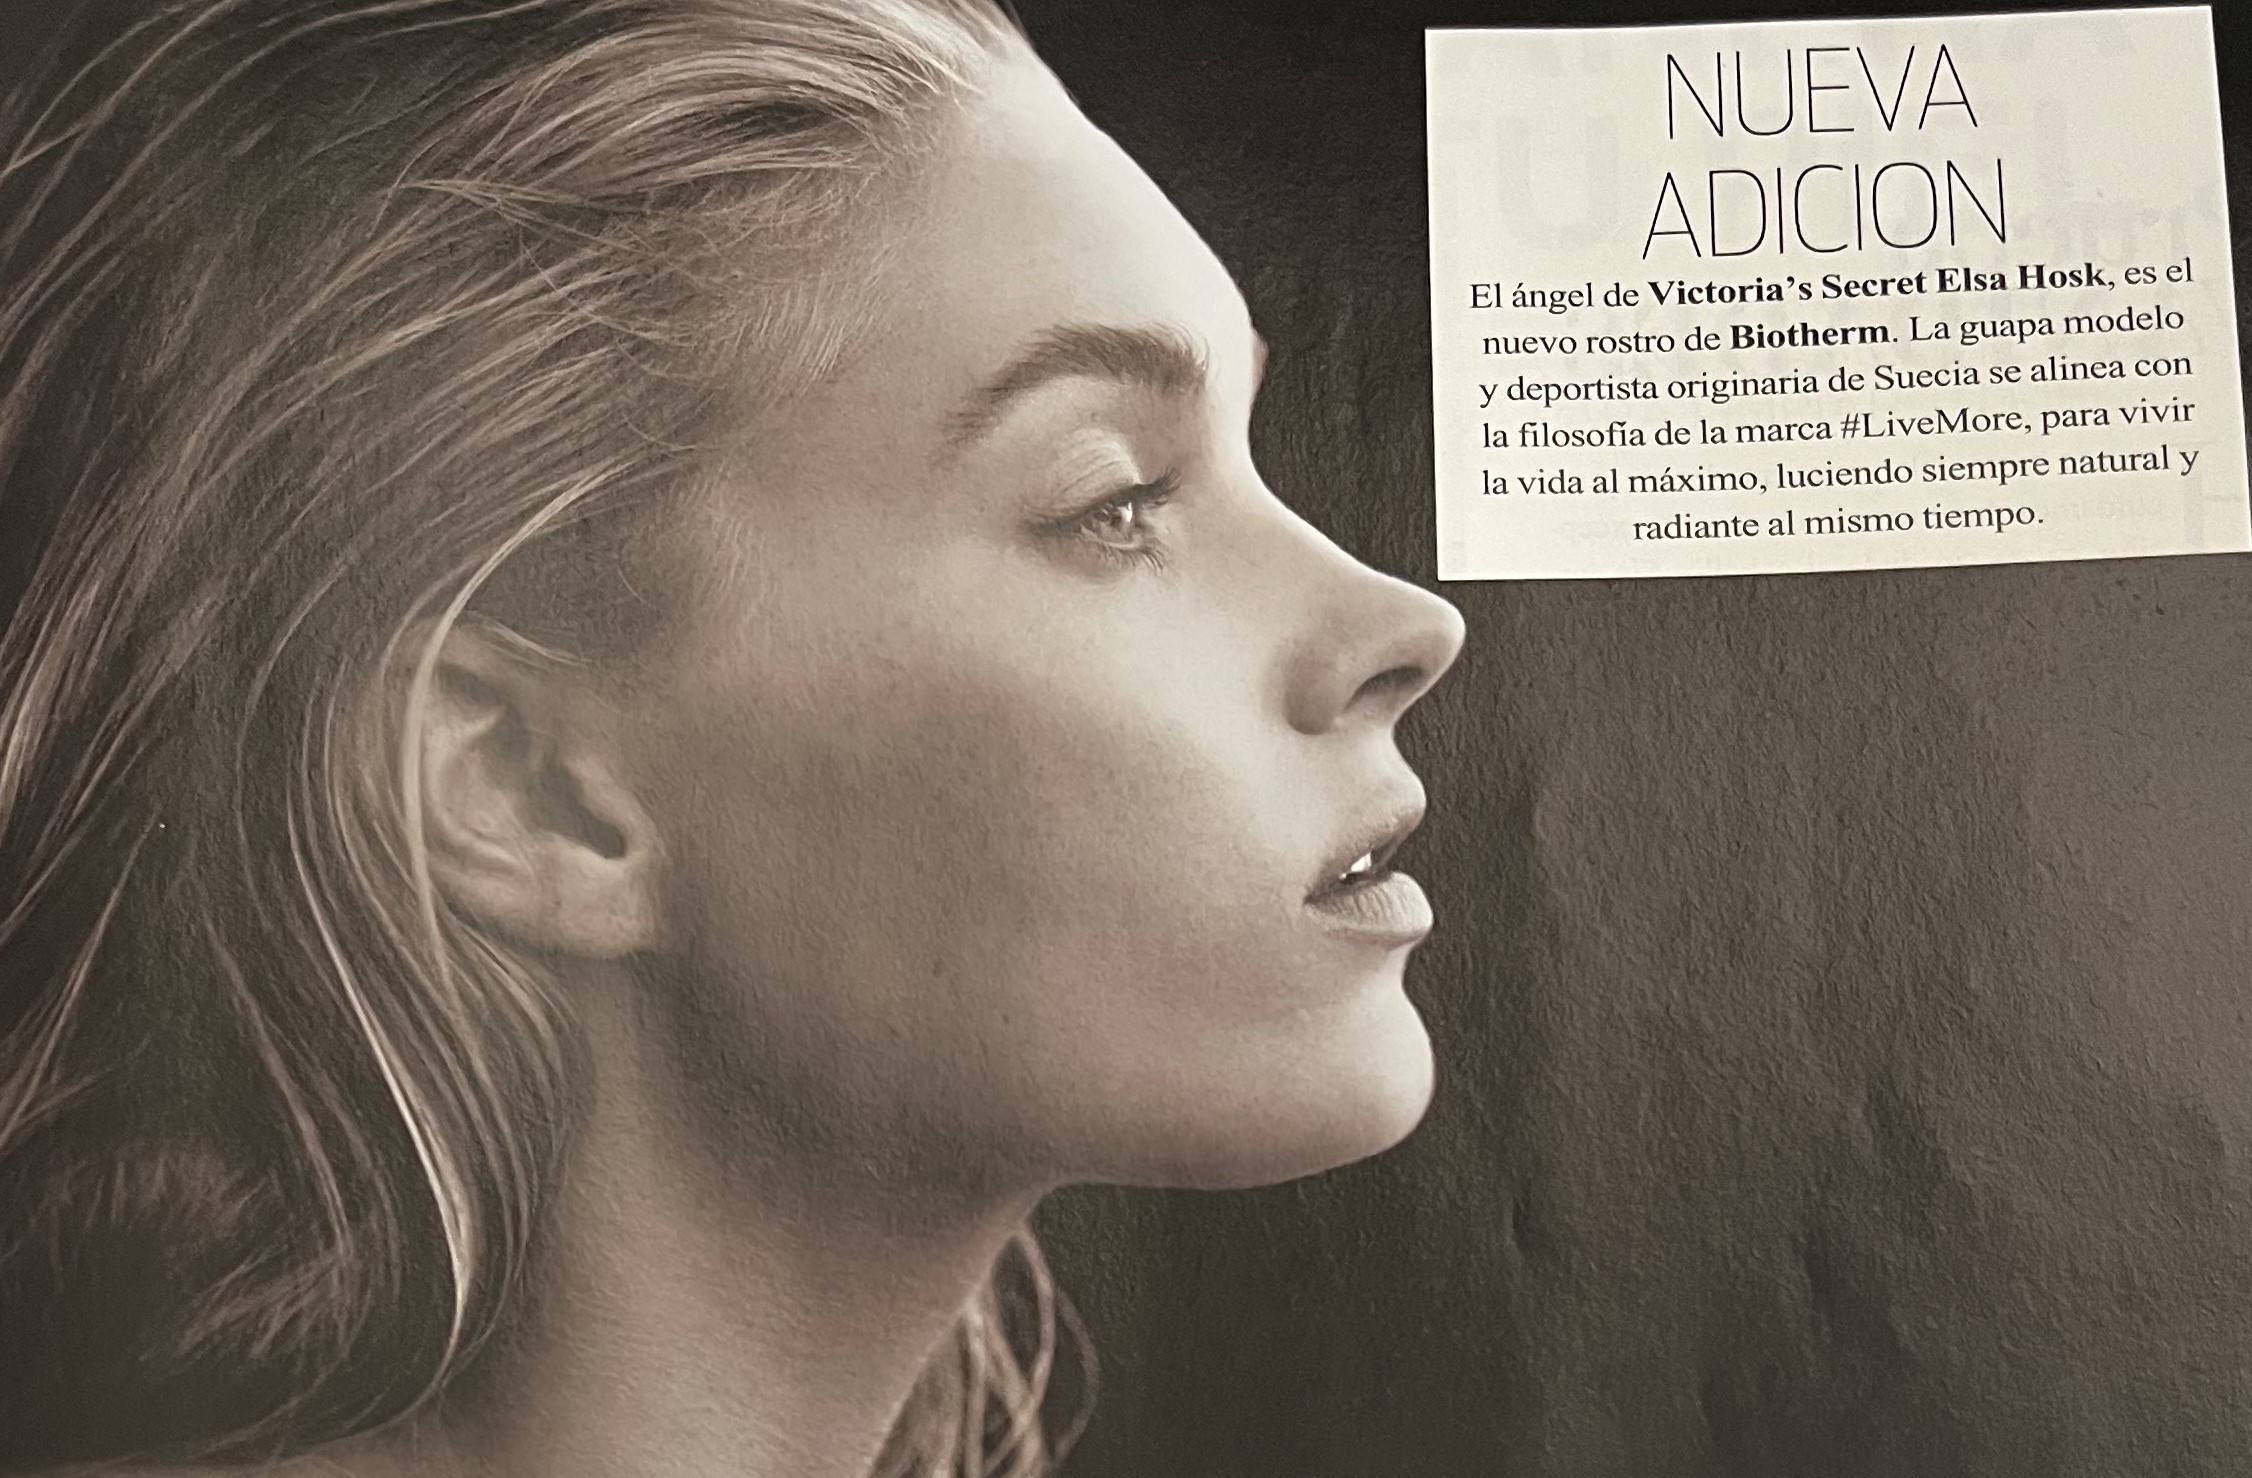 NUEVA
ADICION
El ángel de Victoria's Secret Elsa Hosk, es el
nuevo rostro de Biotherm. La guapa modelo
y deportista originaria de Suecia se alinea con
la filosofía de la marca #LiveMore, para vivir
la vida al máximo, luciendo siempre natural y
radiante al mismo tiempo.